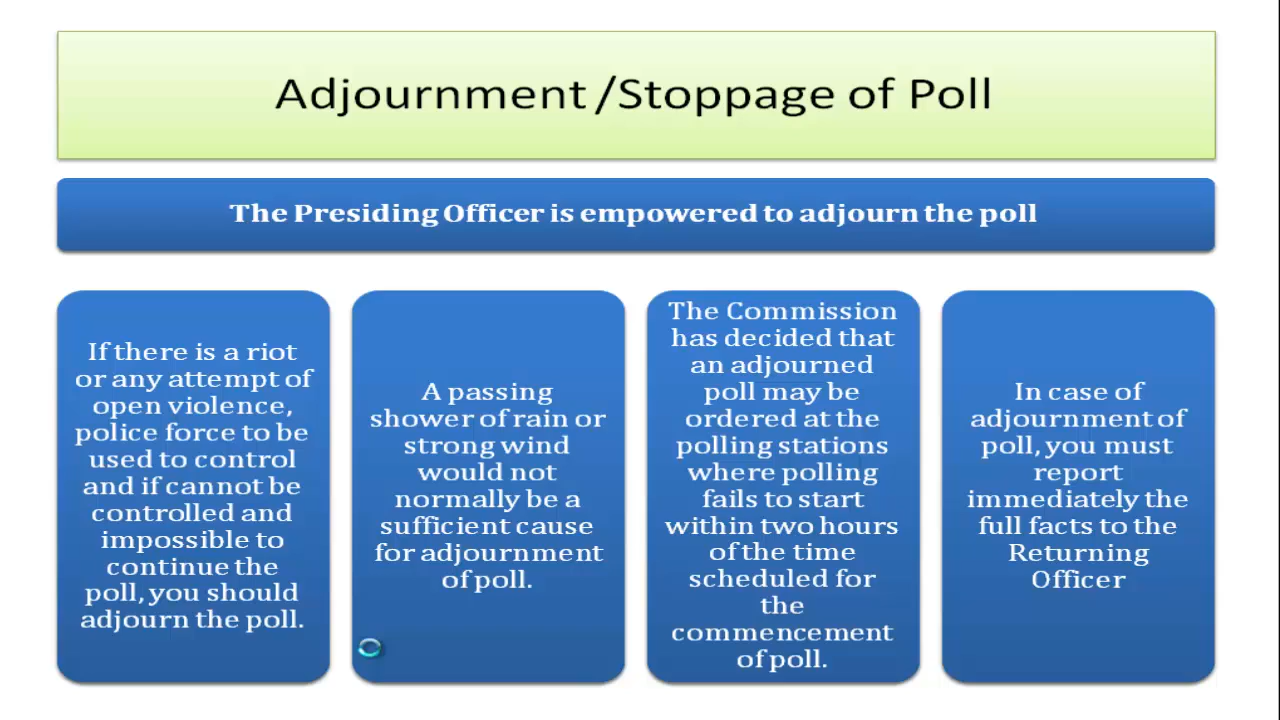 Adjournment /Stoppage of Poll
The Presiding Officer is empowered to adjourn the poll
If there is a riot
or any attempt of
open violence,
police force to be
used to control
and if cannot be
controlled and
impossible to
continue the
poll, you should
adjourn the poll.
A passing
shower of rain or
strong wind
would not
normally be a
sufficient cause
for adjournment
of poll.
The Commission
has decided that
an adjourned
poll may be
ordered at the
polling stations
where polling
fails to start
within two hours
of the time
scheduled for
the
commencement
of poll.
In case of
adjournment of
poll, you must
report
immediately the
full facts to the
Returning
Officer